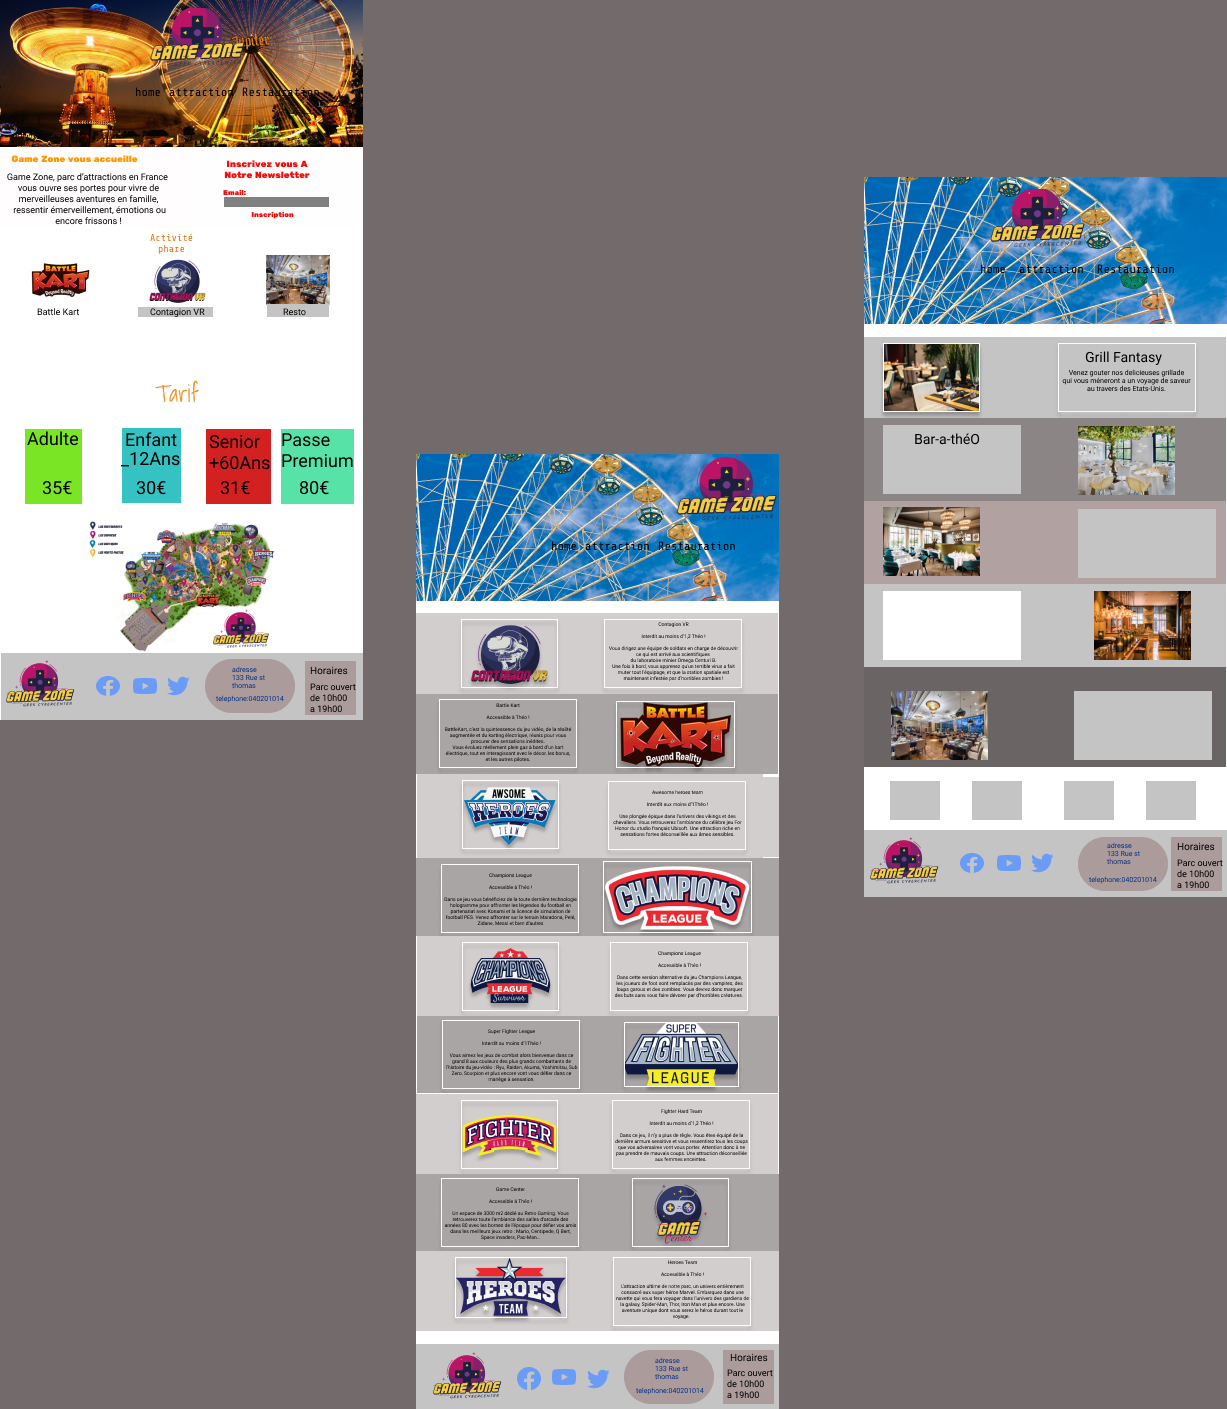 Jupiter
GAME ZONE
GEEK CYBERCENTER
home attraction Restauration
Game Zone vous accueille
Game Zone, parc d'attractions en France
vous ouvre ses portes pour vivre de
merveilleuses aventures en famille,
ressentir émerveillement, émotions ou
encore frissons !
Inscrivez vous A
Notre Newsletter
Email:
Inscription
Activité
phare
BATTLE
KART
Beyond Reality
CONTAGION VR
Battle Kart
Contagion VR
Resto
Tarif
Adulte
35€
Enfant
_12Ans
30€
Senior
+60Ans
31€
Passe
Premium
80€
GAME ZONE
GAME ZONE
GEEK CYBERCENTER
adresse
133 Rue st
thomas
telephone:040201014
Horaires
Parc ouvert
de 10h00
a 19h00
GAME ZONE
GEEK CYBERCENTER
home attraction Restauration
CONTAGION VR
Contagion VR
Interdit au moins d'1,2 Théo !
Vous dirigez une équipe de soldats en charge de découvrir
ce qui est arrivé aux scientifiques
du laboratoire minier Omega Centuri B.
Une fois à bord, vous apprenez qu'un terrible virus a fait
muter tout l'équipage, et que la station spatiale est
maintenant infestée par d'horribles zombies !
Battle Kart
Accessible à Théo !
BattleKart, c'est la quintessence du jeu vidéo, de la réalité
augmentée et du karting électrique, réunis pour vous
procurer des sensations inédites.
Vous évoluez réellement plein gaz à bord d'un kart
électrique, tout en interagissant avec le décor, les bonus,
et les autres pilotes.
BATTLE
KART
Beyond Reality
AWSOME
HEROES
TEAM
Awesome heroes team
Interdit aux moins d'1Théo !
Une plongée épique dans l'univers des vikings et des
chevaliers. Vous retrouverez l'ambiance du célèbre jeu For
Honor du studio français Ubisoft. Une attraction riche en
sensations fortes déconseillée aux âmes sensibles.
Champions League
Accessible à Théo !
Dans ce jeu vous bénéficiez de la toute dernière technologie
hologramme pour affronter les légendes du football en
partenariat avec Konami et la licence de simulation de
football PES. Venez affronter sur le terrain Maradona, Pelé,
Zidane, Messi et bien d'autres
CHAMPIONS
LEAGUE
CHAMPIONS
LEAGUE
Survivor
Champions League
Accessible à Théo !
Dans cette version alternative du jeu Champions League,
les joueurs de foot sont remplacés par des vampires, des
loups garous et des zombies. Vous devrez donc marquer
des buts sans vous faire dévorer par d'horribles créatures.
Super Fighter League
Interdit au moins d'1Théo !
Vous aimez les jeux de combat alors bienvenue dans ce
grand 8 aux couleurs des plus grands combattants de
l'histoire du jeu-vidéo : Ryu, Raiden, Akuma, Yoshimitsu, Sub
Zero, Scorpion et plus encore vont vous défier dans ce
manège à sensation.
SUPER
FIGHTER
LEAGUE
FIGHTER
HARD TEAM
Fighter Hard Team
Interdit au moins d'1,2 Théo !
Dans ce jeu, il n'y a plus de règle. Vous êtes équipé de la
dernière armure sensitive et vous ressentirez tous les coups
que vos adversaires vont vous porter. Attention donc à ne
pas prendre de mauvais coups. Une attraction déconseillée
aux femmes enceintes.
Game Center
Accessible à Théo !
Un espace de 3000 m2 dédié au Retro Gaming. Vous
retrouverez toute l'ambiance des salles d'arcade des
années 80 avec les bornes de l'époque pour défier vos amis
dans les meilleurs jeux retro : Mario, Centipede, Q Bert,
Space invaders, Pac-Man...
GAME
Center
HEROES
TEAM
Heroes Team
Accessible à Théo !
L'attraction ultime de notre parc, un univers entièrement
consacré aux super héros Marvel. Embarquez dans une
navette qui vous fera voyager dans l'univers des gardiens de
la galaxy, Spider-Man, Thor, Iron Man et plus encore. Une
aventure unique dont vous serez le héros durant tout le
voyage.
GAME ZONE
GEEK CYBERCENTER
adresse
133 Rue st
thomas
telephone:040201014
Horaires
Parc ouvert
de 10h00
a 19h00
GAME ZONE
GEEK CYBERCENTER
home attraction Restauration
Grill Fantasy
Venez gouter nos delicieuses grillade
qui vous mèneront a un voyage de saveur
au travers des Etats-Unis.
Bar-a-théO
GAME ZONE
GEEK CYBERCENTER
adresse
133 Rue st
thomas
telephone:040201014
Horaires
Parc ouvert
de 10h00
a 19h00